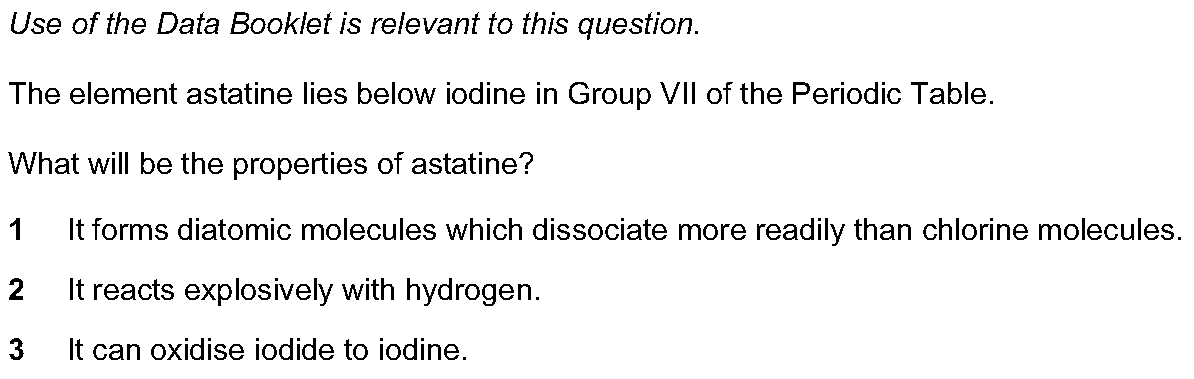 Use of the Data Booklet is relevant to this question.
The element astatine lies below iodine in Group VII of the Periodic Table.
What will be the properties of astatine?
1 It forms diatomic molecules which dissociate more readily than chlorine molecules.
2 It reacts explosively with hydrogen.
3 It can oxidise iodide to iodine.